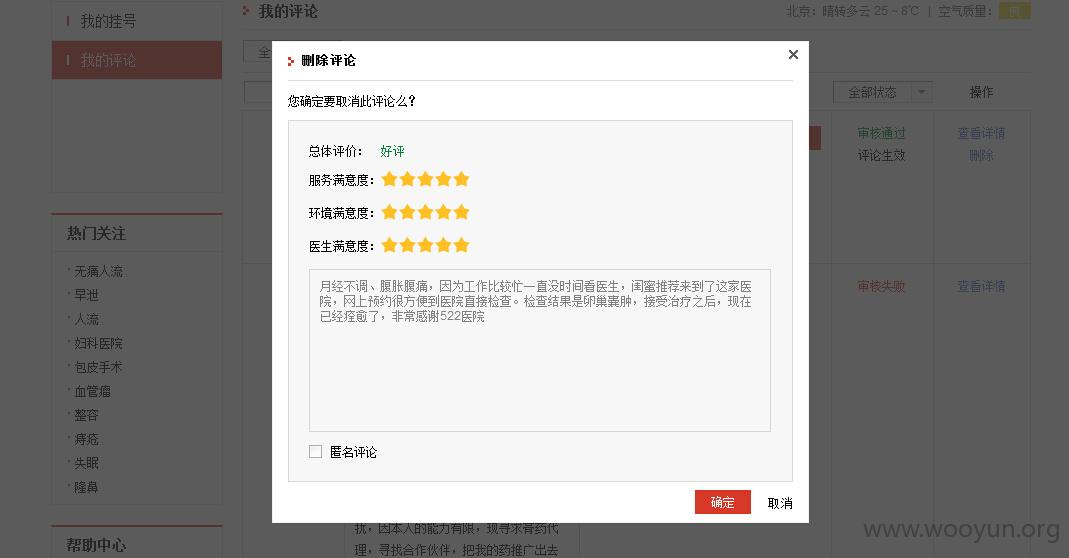 我的挂号
我的评论
热门关注
无痛人流
早泄
人流
妇科医院
包皮手术
血管瘤
整容
痔疮
失眠
隆鼻
帮助中心
我的评论
北京：晴转多云 25 ~ 8℃ | 空气质量：良
全
删除评论
您确定要取消此评论么？
总体评价： 好评
服务满意度：
环境满意度：
医生满意度：
月经不调、腹胀腹痛，因为工作比较忙一直没时间看医生，闺蜜推荐来到了这家医
院，网上预约很方便到医院直接检查。检查结果是卵巢囊肿，接受治疗之后，现在
已经痊愈了，非常感谢522医院
匿名评论
确定 取消
全部状态 操作
审核通过 查看详情
评论生效 删除
审核失败 查看详情
我，因本人的能力有限，现寻求骨药代
理，寻找合作伙伴，把我的药推广出去
www.wooyun.org